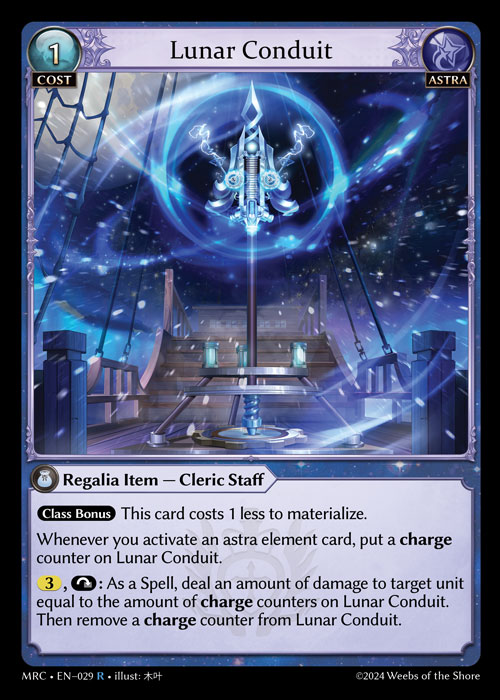 1
Lunar Conduit
COST
ASTRA
Regalia Item — Cleric Staff
Class Bonus This card costs 1 less to materialize.
Whenever you activate an astra element card, put a charge
counter on Lunar Conduit.
3 , : As a Spell, deal an amount of damage to target unit
equal to the amount of charge counters on Lunar Conduit.
Then remove a charge counter from Lunar Conduit.
MRC • EN–029 R • illust: 木叶
©2024 Weebs of the Shore